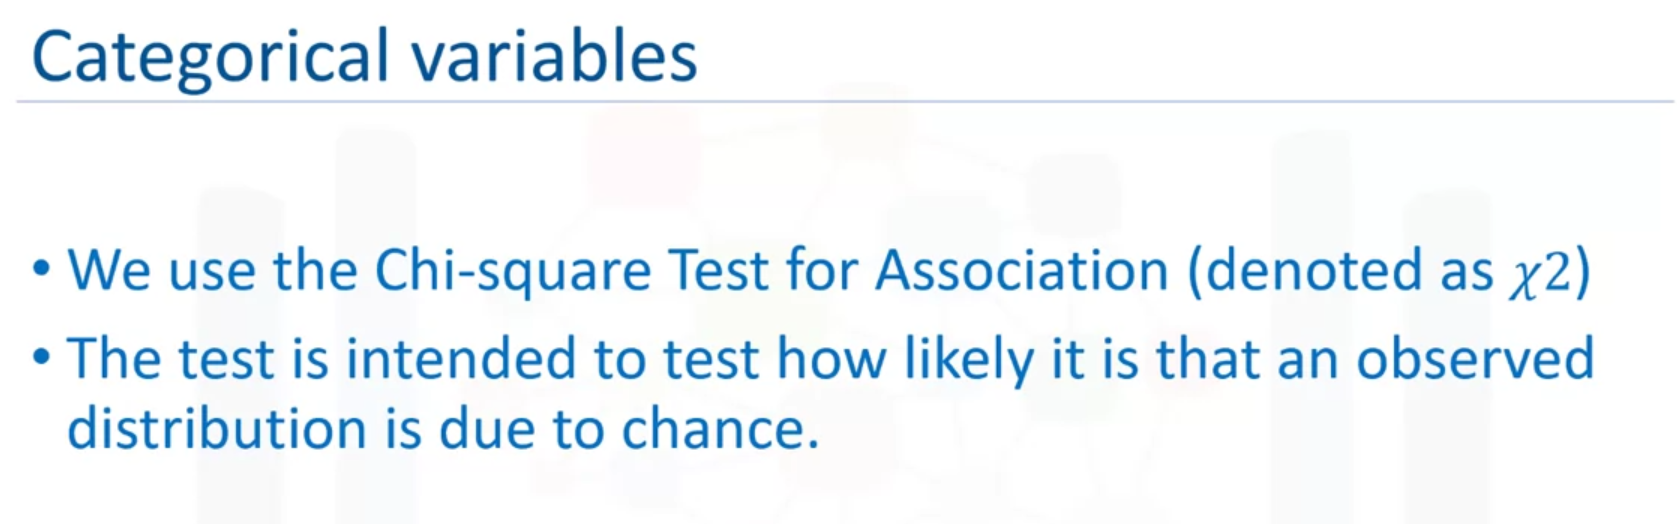 Categorical variables
• We use the Chi-square Test for Association (denoted as χ2)
• The test is intended to test how likely it is that an observed
distribution is due to chance.